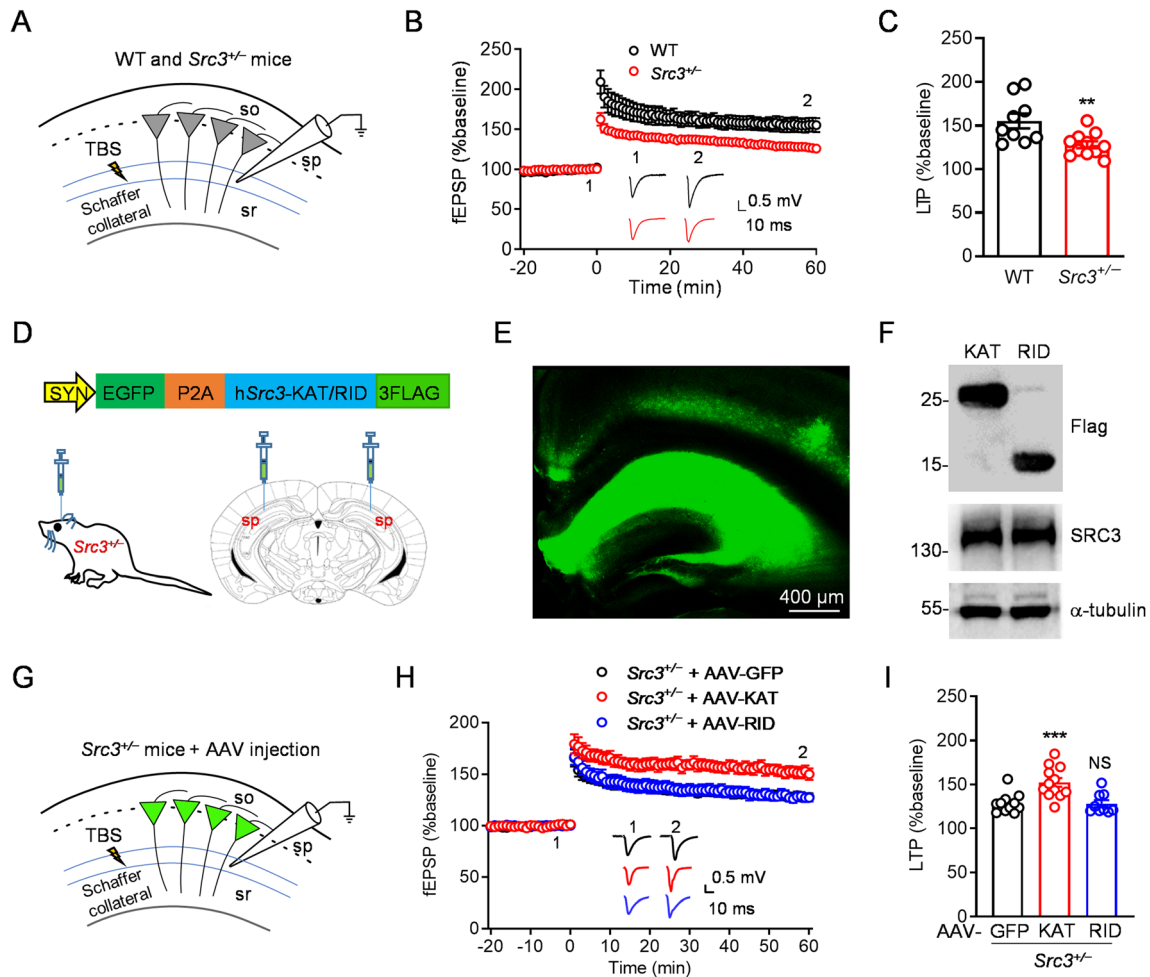 A
WT and Src3+/− mice
so
TBS
sp
Schaffer
collateral
sr
B
WT
Src3+/−
250
200
150
100
50
0
fEPSP (%baseline)
2
1
1
2
0.5 mV
10 ms
-20
0
20
40
60
Time (min)
C
250
200
150
100
50
0
LTP (%baseline)
**
WT
Src3+/−
D
SYN
EGFP
P2A
hSrc3-KAT/RID
3FLAG
Src3+/−
sp
sp
E
400 µm
F
KAT RID
25-
15-
Flag
130-
SRC3
55-
α-tubulin
G
Src3+/− mice + AAV injection
so
TBS
sp
Schaffer
collateral
sr
H
Src3+/− + AAV-GFP
Src3+/− + AAV-KAT
Src3+/− + AAV-RID
200
150
100
50
0
fEPSP (%baseline)
2
1
1
2
0.5 mV
10 ms
-20
-10
0
10
20
30
40
50
60
Time (min)
I
250
200
150
100
50
0
LTP (%baseline)
***
NS
AAV- GFP KAT RID
Src3+/−